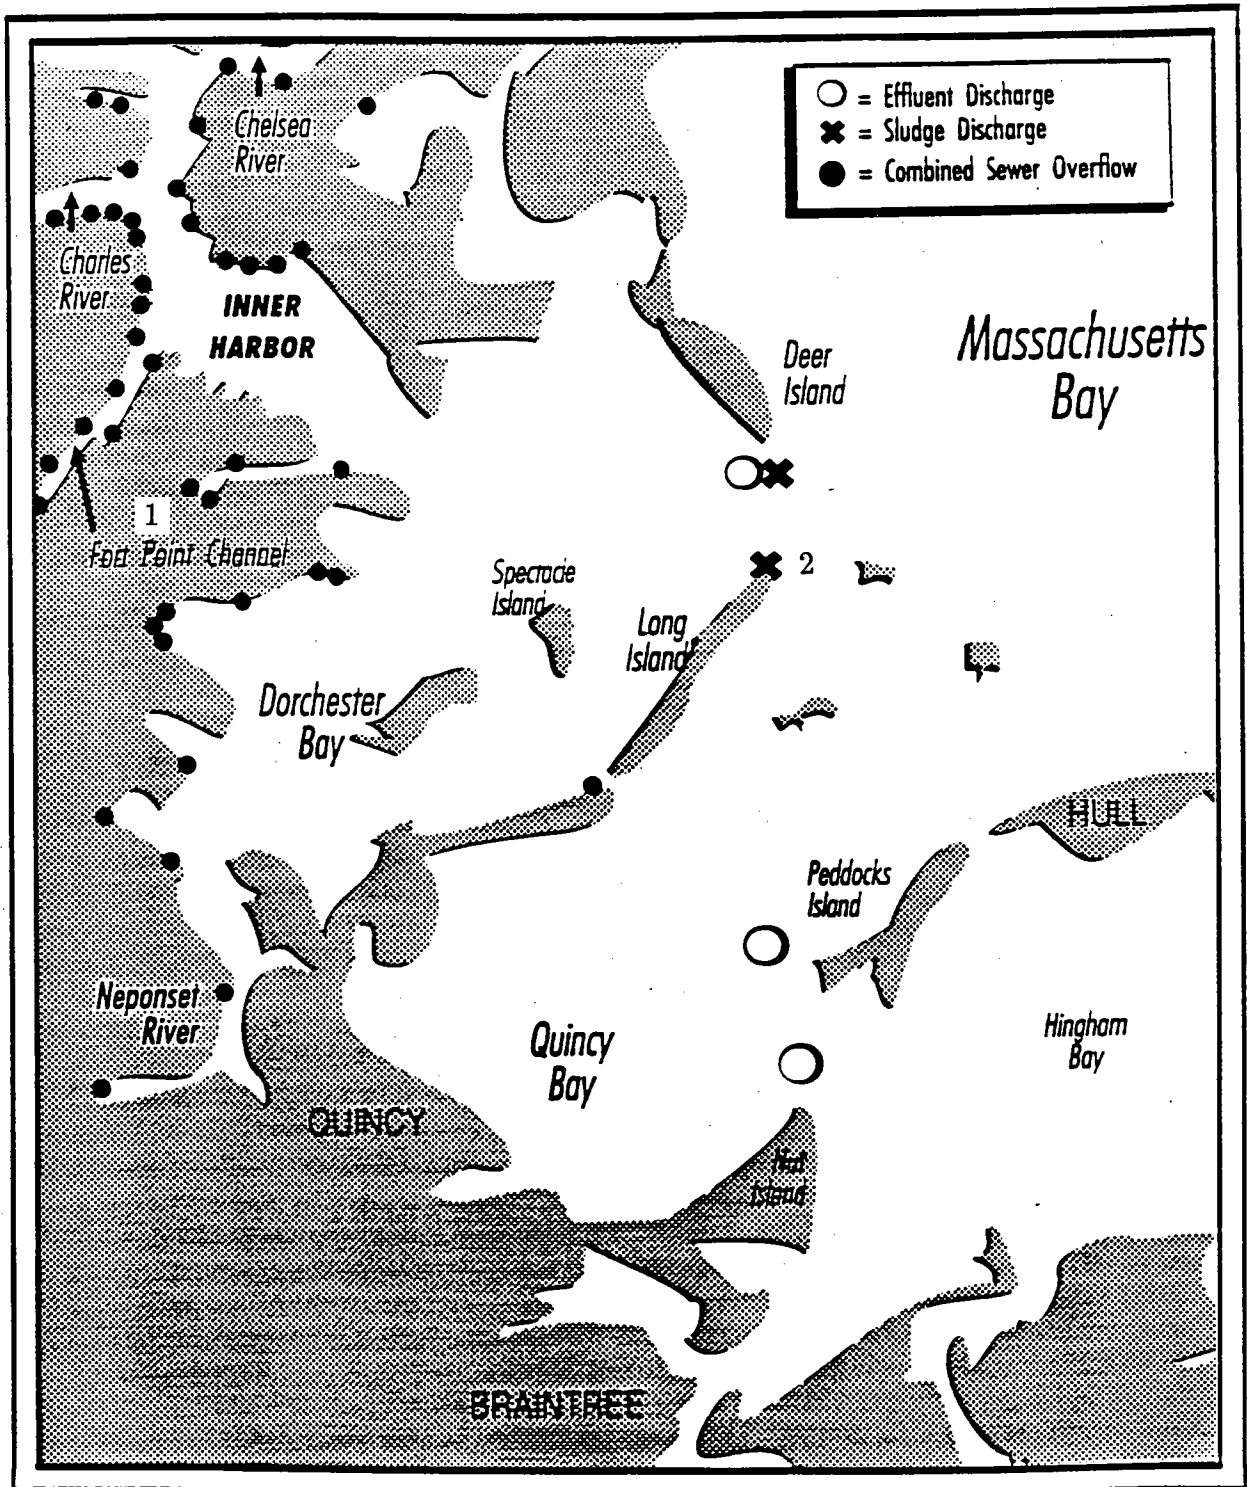 = Effluent Discharge
= Sludge Discharge
= Combined Sewer Overflow
Chelsea
River
Charles
River
INNER
HARBOR
Massachusetts
Bay
Deer
Island
1
Fort Point Channel
2
Spectacle
Island
Long
Island
Dorchester
Bay
HULL
Peddocks
Island
Neponset
River
Quincy
Bay
Hingham
Bay
QUINCY
Nut
Island
BRAINTREE